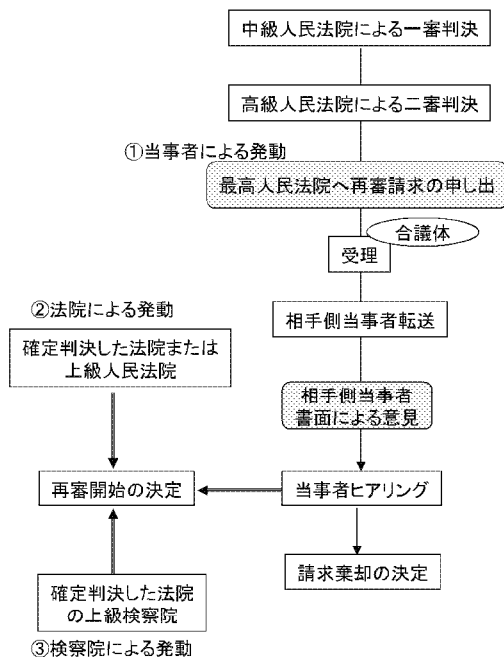 中級人民法院による一審判決
高級人民法院による二審判決
①当事者による発動
最高人民法院へ再審請求の申し出
合議体
受理
②法院による発動
相手側当事者転送
確定判決した法院または
上級人民法院
相手側当事者
書面による意見
再審開始の決定
当事者ヒアリング
請求棄却の決定
確定判決した法院
の上級検察院
③検察院による発動